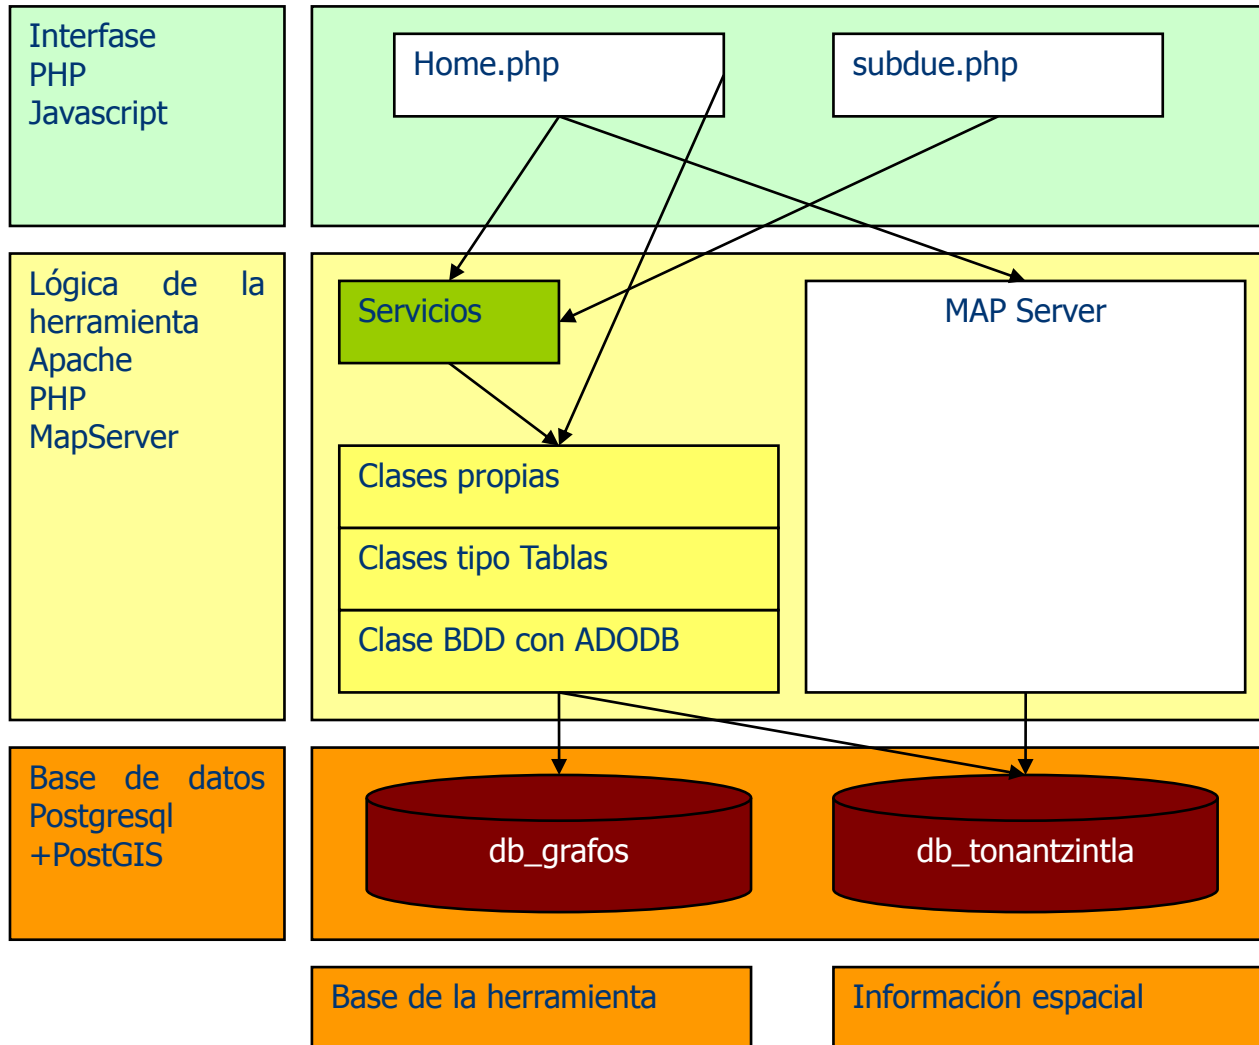 Interfase
PHP
Javascript
Home.php
subdue.php
Lógica de la
herramienta
Apache
PHP
MapServer
Servicios
MAP Server
Clases propias
Clases tipo Tablas
Clase BDD con ADODB
Base de datos
Postgresql
+PostGIS
db_grafos
db_tonantzintla
Base de la herramienta
Información espacial